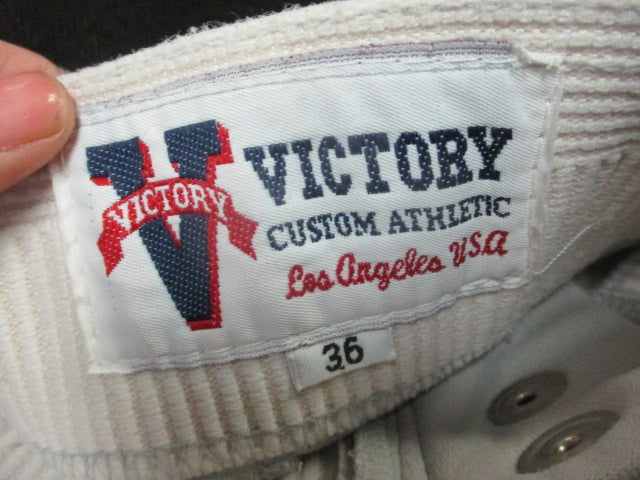 VICTORY
VICTORY
CUSTOM ATHLETIC
Los Angeles USA
36